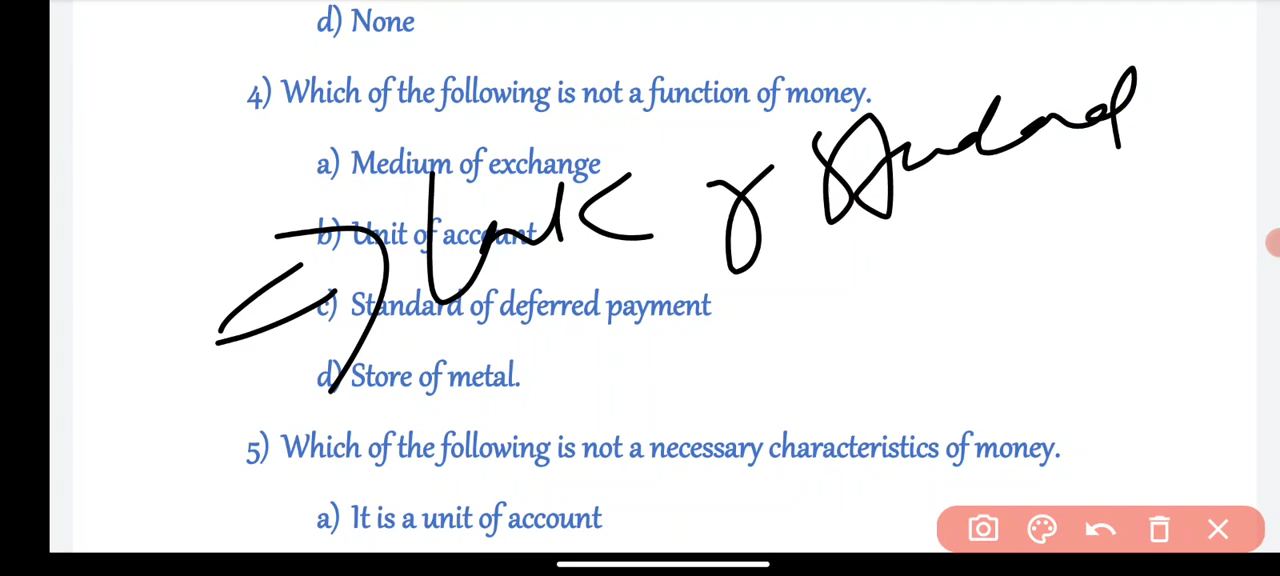 d) None
4) Which of the following is not a function of money.
a) Medium of exchange
b) Unit of account
c) Standard of deferred payment
d) Store of metal.
5) Which of the following is not a necessary characteristics of money.
a) It is a unit of account